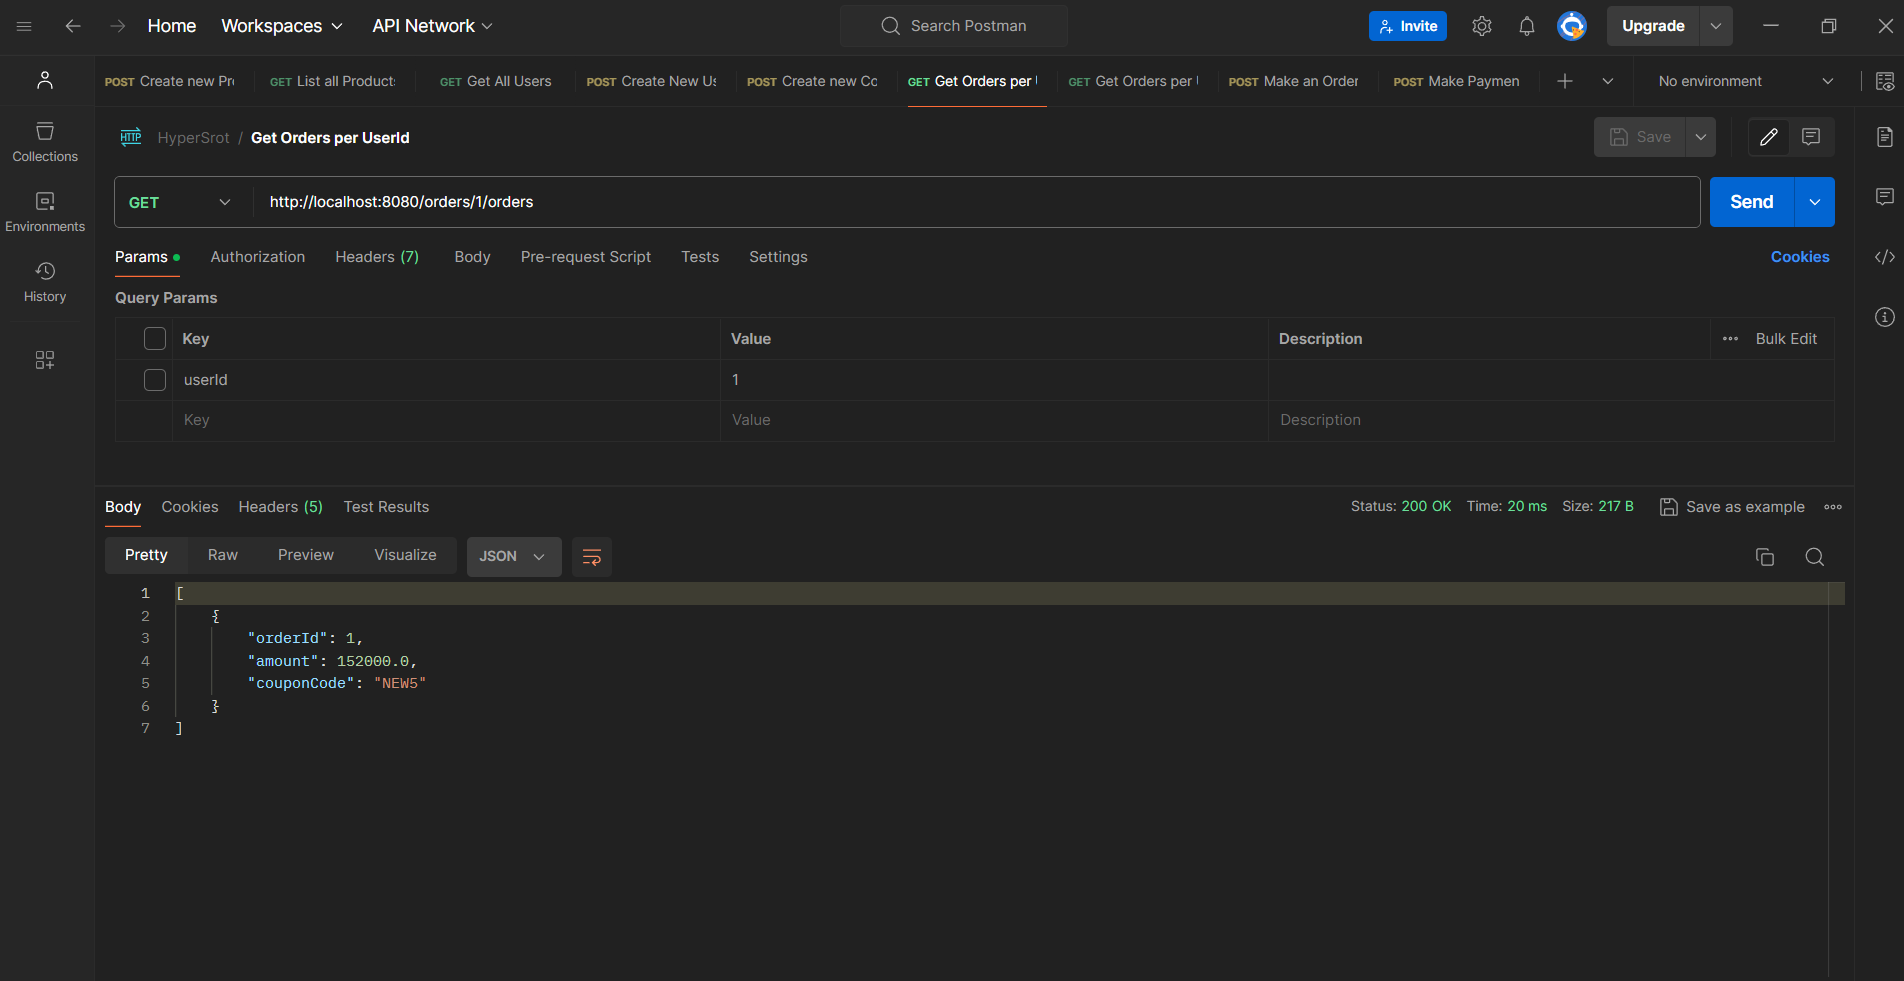 Home Workspaces API Network Search Postman Invite Upgrade
POST Create new Pr GET List all Product GET Get All Users POST Create New Us POST Create new Co GET Get Orders per GET Get Orders per POST Make an Order POST Make Paymen No environment
Collections
Environments
History
HTTP HyperSrot / Get Orders per UserId Save
GET http://localhost:8080/orders/1/orders Send
Params Authorization Headers (7) Body Pre-request Script Tests Settings Cookies
Query Params
Key Value Description Bulk Edit
userId 1
Key Value Description
Body Cookies Headers (5) Test Results Status: 200 OK Time: 20 ms Size: 217 B Save as example
Pretty Raw Preview Visualize JSON
1 [
2 {
3 "orderId": 1,
4 "amount": 152000.0,
5 "couponCode": "NEW5"
6 }
7 ]